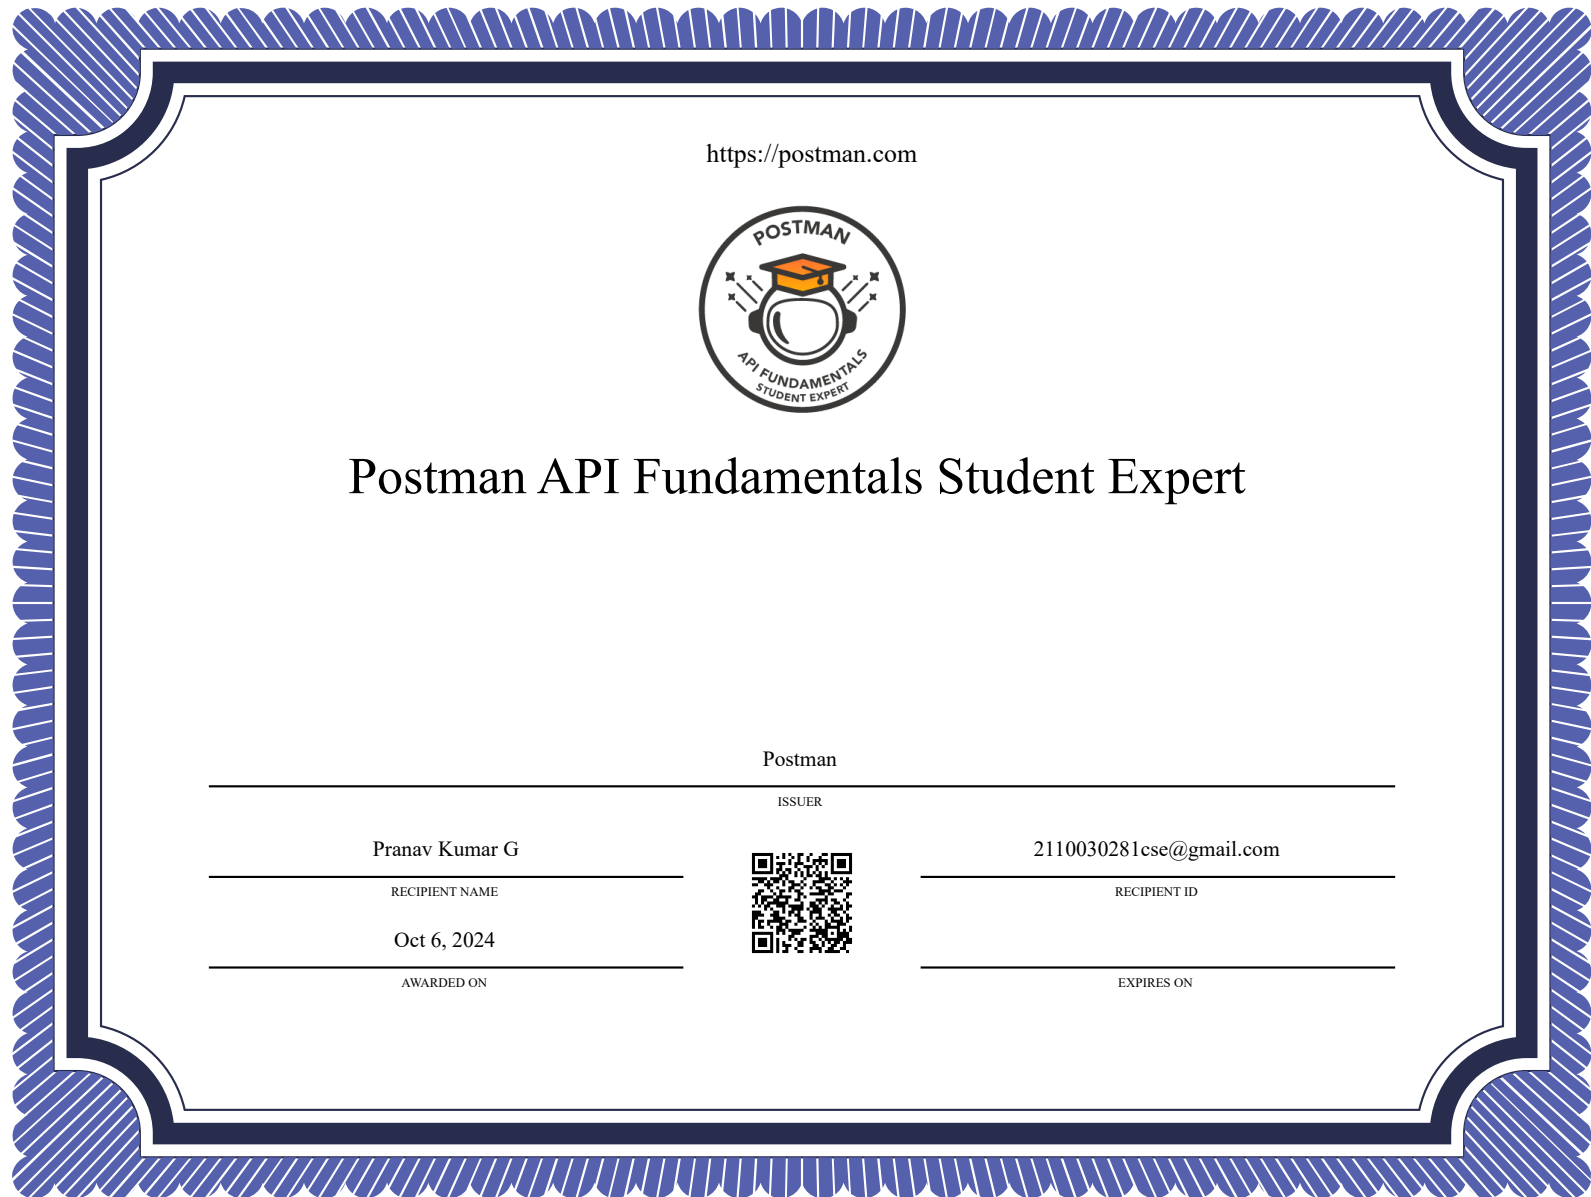 https://postman.com
POSTMAN
API FUNDAMENTALS
STUDENT EXPERT
Postman API Fundamentals Student Expert
Postman
ISSUER
Pranav Kumar G
2110030281cse@gmail.com
RECIPIENT NAME
RECIPIENT ID
Oct 6, 2024
AWARDED ON
EXPIRES ON